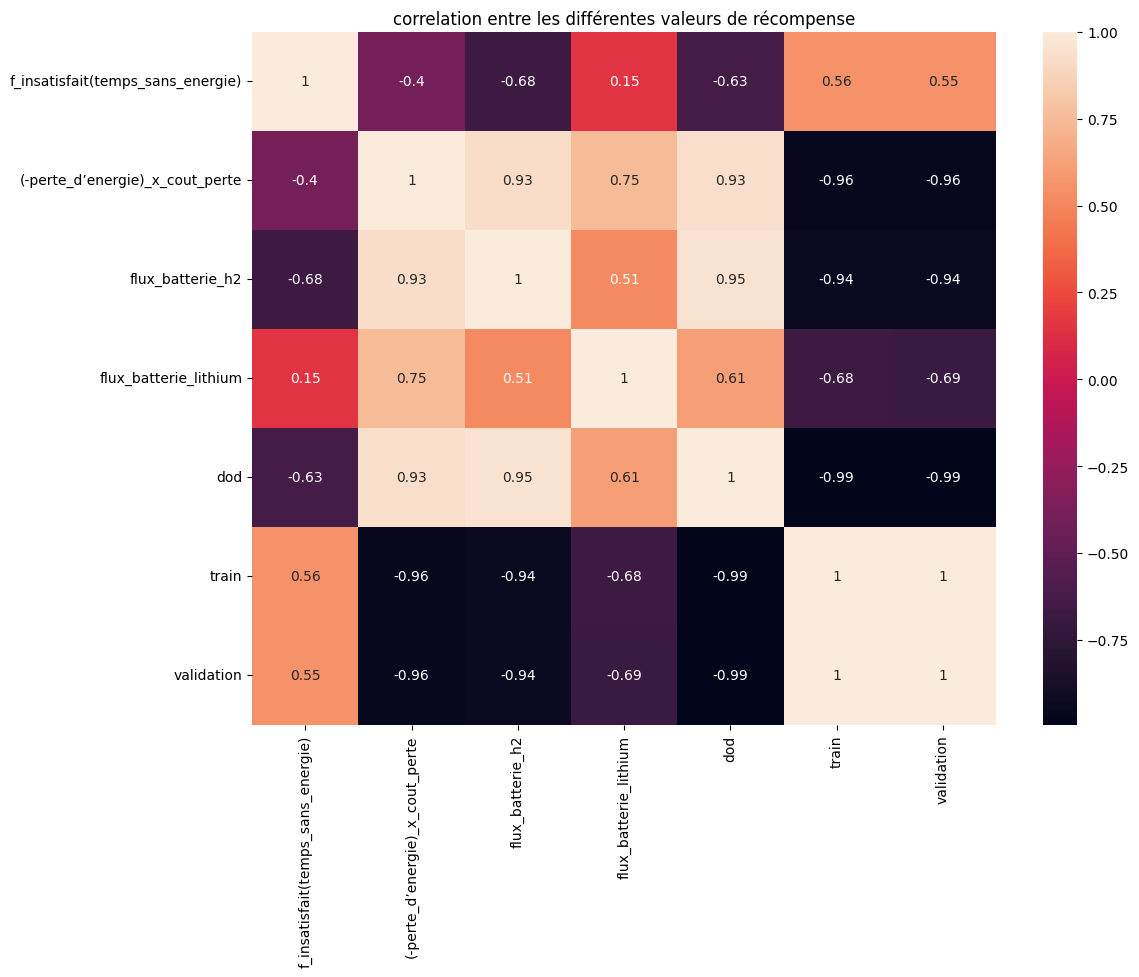 correlation entre les différentes valeurs de récompense
f_insatisfait(temps_sans_energie) 1 -0.4 -0.68 0.15 -0.63 0.56 0.55
(-perte_d’energie)_x_cout_perte -0.4 1 0.93 0.75 0.93 -0.96 -0.96
flux_batterie_h2 -0.68 0.93 1 0.51 0.95 -0.94 -0.94
flux_batterie_lithium 0.15 0.75 0.51 1 0.61 -0.68 -0.69
dod -0.63 0.93 0.95 0.61 1 -0.99 -0.99
train 0.56 -0.96 -0.94 -0.68 -0.99 1 1
validation 0.55 -0.96 -0.94 -0.69 -0.99 1 1
f_insatisfait(temps_sans_energie)
(-perte_d’energie)_x_cout_perte
flux_batterie_h2
flux_batterie_lithium
dod
train
validation
1.00
0.75
0.50
0.25
0.00
−0.25
−0.50
−0.75